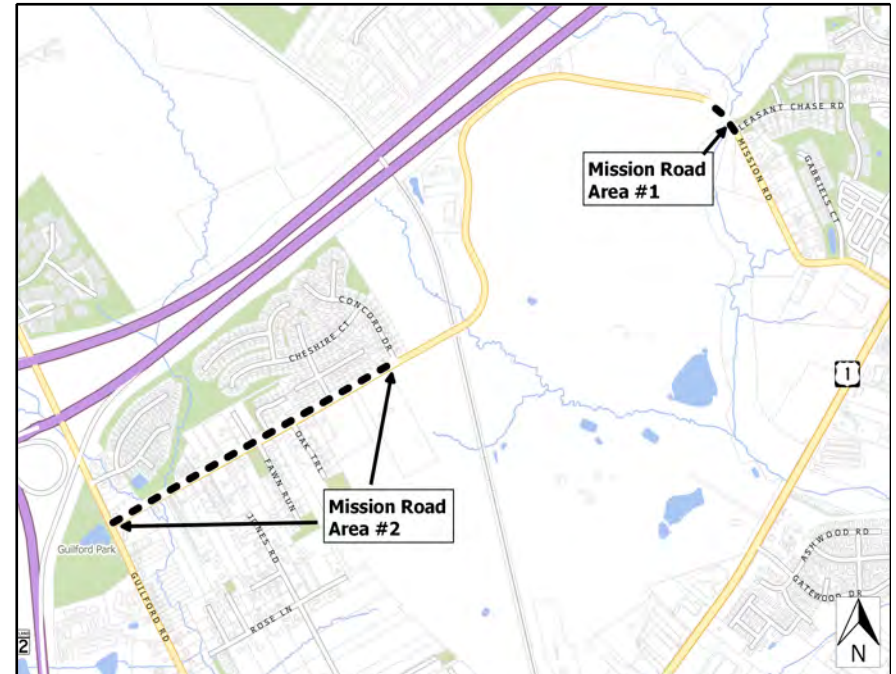 LEASANT CHASE RD
Mission Road
Area #1
MISSION RD
GABRIELS CT
CONCORD DR
CHESHIRE CT
1
OAK TRL
FAWN RUN
Mission Road
Area #2
JONES RD
Guilford Park
ASHWOOD RD
GATEWOOD DR
GUILFORD RD
ROSE LN
2
N